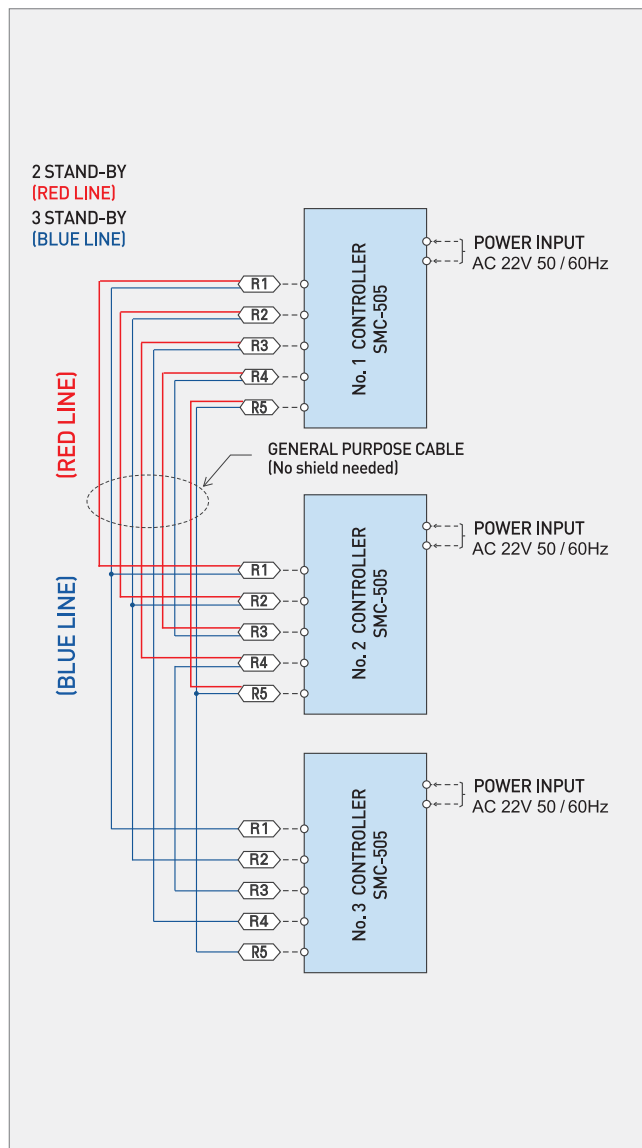 2 STAND-BY
(RED LINE)
3 STAND-BY
(BLUE LINE)
R1
R2
R3
R4
R5
No. 1 CONTROLLER
SMC-505
POWER INPUT
AC 22V 50 / 60Hz
(RED LINE)
GENERAL PURPOSE CABLE
(No shield needed)
(BLUE LINE)
R1
R2
R3
R4
R5
No. 2 CONTROLLER
SMC-505
POWER INPUT
AC 22V 50 / 60Hz
R1
R2
R3
R4
R5
No. 3 CONTROLLER
SMC-505
POWER INPUT
AC 22V 50 / 60Hz